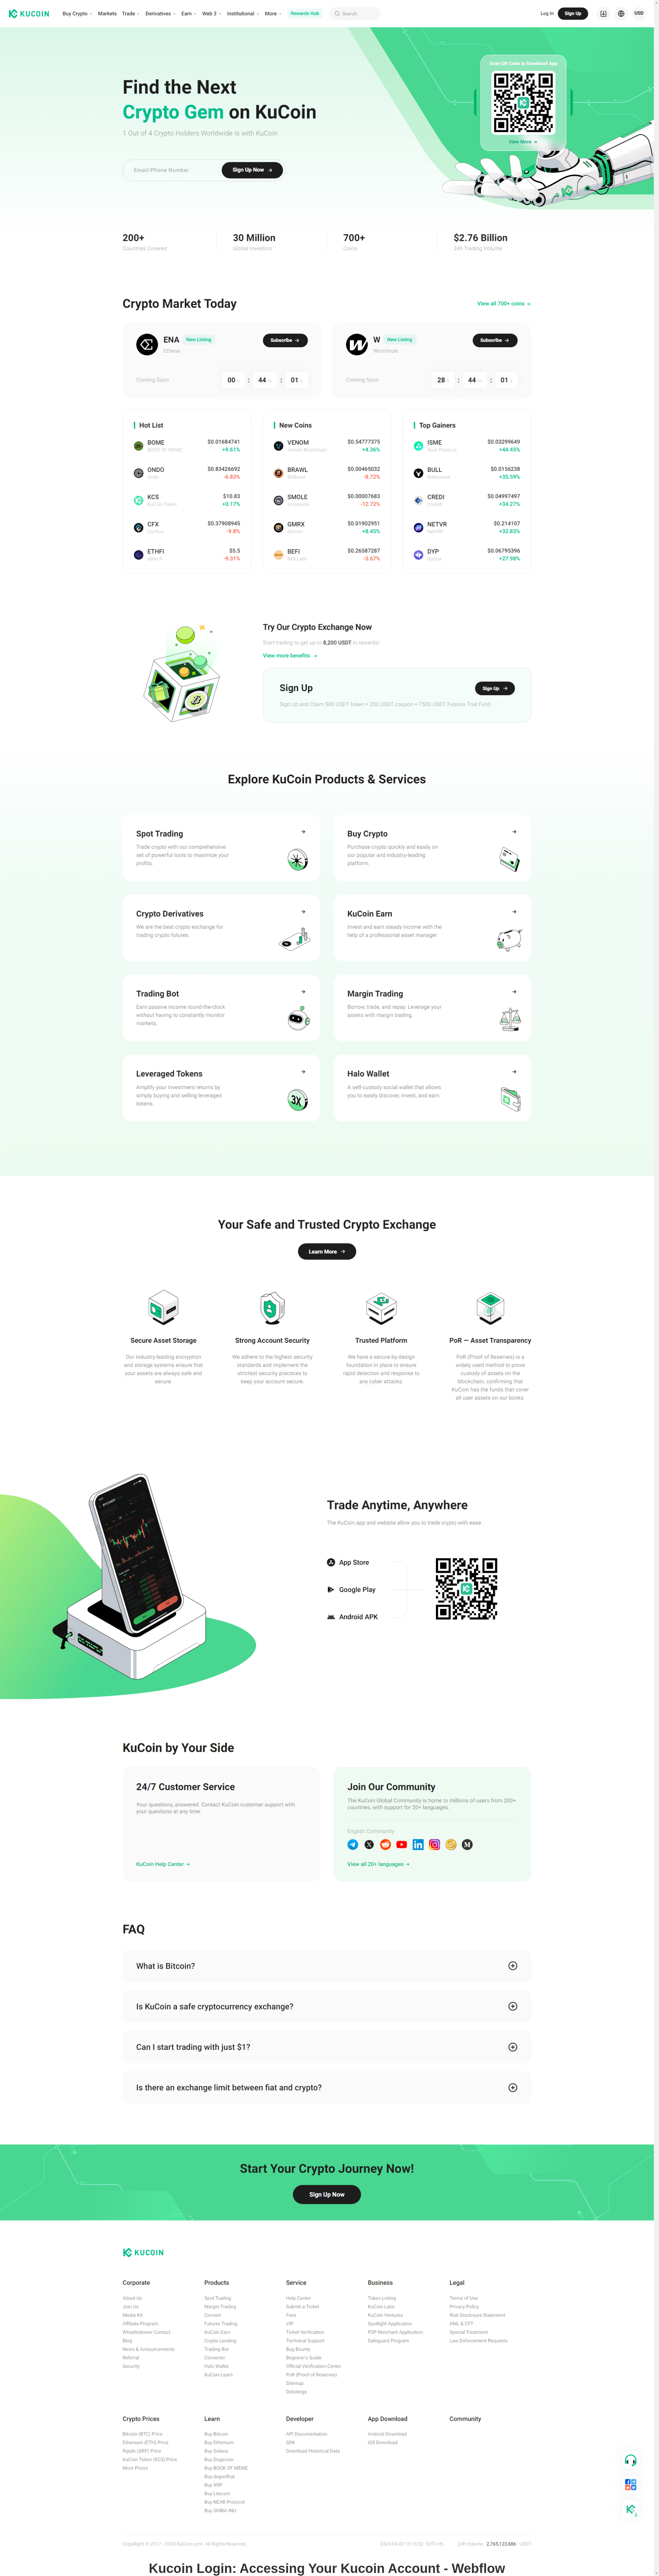 KUCOIN
Buy Crypto Markets Trade Derivatives Earn Web 3 Institutional More Rewards Hub Search Log In Sign Up USD
Find the Next
Crypto Gem on KuCoin
1 Out of 4 Crypto Holders Worldwide Is with KuCoin
Email/Phone Number Sign Up Now
Scan QR Code to Download App
View More
200+ 30 Million 700+ $2.76 Billion
Countries Covered Global Investors Coins 24h Trading Volume
Crypto Market Today
View all 700+ coins
ENA New Listing Subscribe
Ethena
Coming Soon 00 : 44 : 01
W New Listing Subscribe
Wormhole
Coming Soon 28 : 44 : 01
Hot List
BOME $0.01684741
BOOK OF MEME +9.61%
ONDO $0.83426692
Ondo -6.83%
KCS $10.83
KuCoin Token +0.17%
CFX $0.37908945
Conflux -9.8%
ETHFI $5.5
ether.fi -9.31%
New Coins
VENOM $0.54777375
Venom Blockchain +4.36%
BRAWL $0.00465032
BitBrawl -8.72%
SMOLE $0.00007683
smolecoin -12.72%
GMRX $0.01902951
Gaimin +8.45%
BEFI $0.26587287
BeFi Labs -3.67%
Top Gainers
ISME $0.03299649
+44.45%
BULL $0.0156238
Bullieverse +35.59%
CREDI $0.04997497
Credefi +34.27%
NETVR $0.214107
Netvrk +32.83%
DYP $0.06795396
Dypius +27.98%
Try Our Crypto Exchange Now
Start trading to get up to 8,200 USDT in rewards!
View more benefits
Sign Up
Sign Up
Sign Up and Claim 500 USDT token + 200 USDT coupon + 7500 USDT Futures Trial Fund
Explore KuCoin Products & Services
Spot Trading
Trade crypto with our comprehensive
set of powerful tools to maximize your
profits.
Buy Crypto
Purchase crypto quickly and easily on
our popular and industry-leading
platform.
Crypto Derivatives
We are the best crypto exchange for
trading crypto futures.
KuCoin Earn
Invest and earn steady income with the
help of a professional asset manager.
Trading Bot
Earn passive income round-the-clock
without having to constantly monitor
markets.
Margin Trading
Borrow, trade, and repay. Leverage your
assets with margin trading.
Leveraged Tokens
Amplify your investment returns by
simply buying and selling leveraged
tokens.
3X
Halo Wallet
A self-custody social wallet that allows
you to easily discover, invest, and earn.
Your Safe and Trusted Crypto Exchange
Learn More
Secure Asset Storage
Our industry-leading encryption
and storage systems ensure that
your assets are always safe and
secure.
Strong Account Security
We adhere to the highest security
standards and implement the
strictest security practices to
keep your account secure.
Trusted Platform
We have a secure-by-design
foundation in place to ensure
rapid detection and response to
any cyber attacks.
PoR — Asset Transparency
PoR (Proof of Reserves) is a
widely used method to prove
custody of assets on the
blockchain, confirming that
KuCoin has the funds that cover
all user assets on our books.
Trade Anytime, Anywhere
The KuCoin app and website allow you to trade crypto with ease.
App Store
Google Play
Android APK
KuCoin by Your Side
24/7 Customer Service
Your questions, answered. Contact KuCoin customer support with
your questions at any time.
KuCoin Help Center
Join Our Community
The KuCoin Global Community is home to millions of users from 200+
countries, with support for 20+ languages.
English Community
View all 20+ languages
FAQ
What is Bitcoin?
Is KuCoin a safe cryptocurrency exchange?
Can I start trading with just $1?
Is there an exchange limit between fiat and crypto?
Start Your Crypto Journey Now!
Sign Up Now
KUCOIN
Corporate
About Us
Join Us
Media Kit
Affiliate Program
Whistleblower Contact
Blog
News & Announcements
Referral
Security
Products
Spot Trading
Margin Trading
Convert
Futures Trading
KuCoin Earn
Crypto Lending
Trading Bot
Converter
Halo Wallet
KuCoin Learn
Service
Help Center
Submit a Ticket
Fees
VIP
Ticket Verification
Technical Support
Bug Bounty
Beginner's Guide
Official Verification Center
PoR (Proof of Reserves)
Sitemap
Delistings
Business
Token Listing
KuCoin Labs
KuCoin Ventures
Spotlight Application
P2P Merchant Application
Safeguard Program
Legal
Terms of Use
Privacy Policy
Risk Disclosure Statement
AML & CFT
Special Treatment
Law Enforcement Requests
Crypto Prices
Bitcoin (BTC) Price
Ethereum (ETH) Price
Ripple (XRP) Price
KuCoin Token (KCS) Price
More Prices
Learn
Buy Bitcoin
Buy Ethereum
Buy Solana
Buy Dogecoin
Buy BOOK OF MEME
Buy dogwifhat
Buy XRP
Buy Litecoin
Buy NEAR Protocol
Buy SHIBA INU
Developer
API Documentation
SDK
Download Historical Data
App Download
Android Download
iOS Download
Community
CopyRight © 2017 - 2024 KuCoin.com. All Rights Reserved.
24h Volume 2,765,123,686 USDT
Kucoin Login: Accessing Your Kucoin Account - Webflow